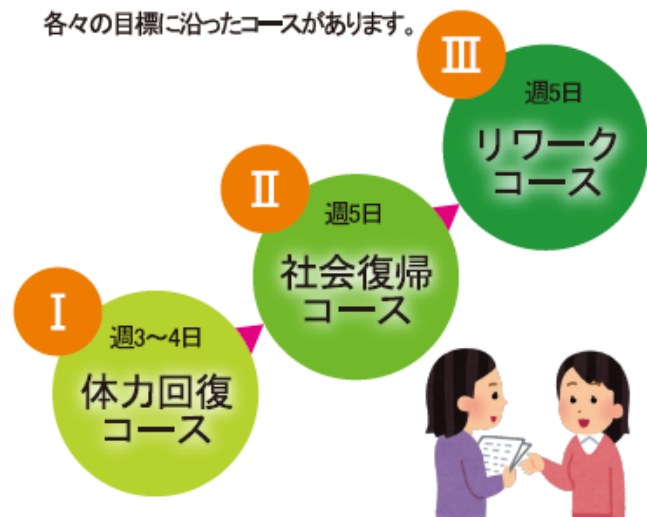 各々の目標に沿ったコースがあります。
Ⅲ
週5日
リワーク
コース
Ⅱ
週5日
社会復帰
コース
Ⅰ
週3〜4日
体力回復
コース